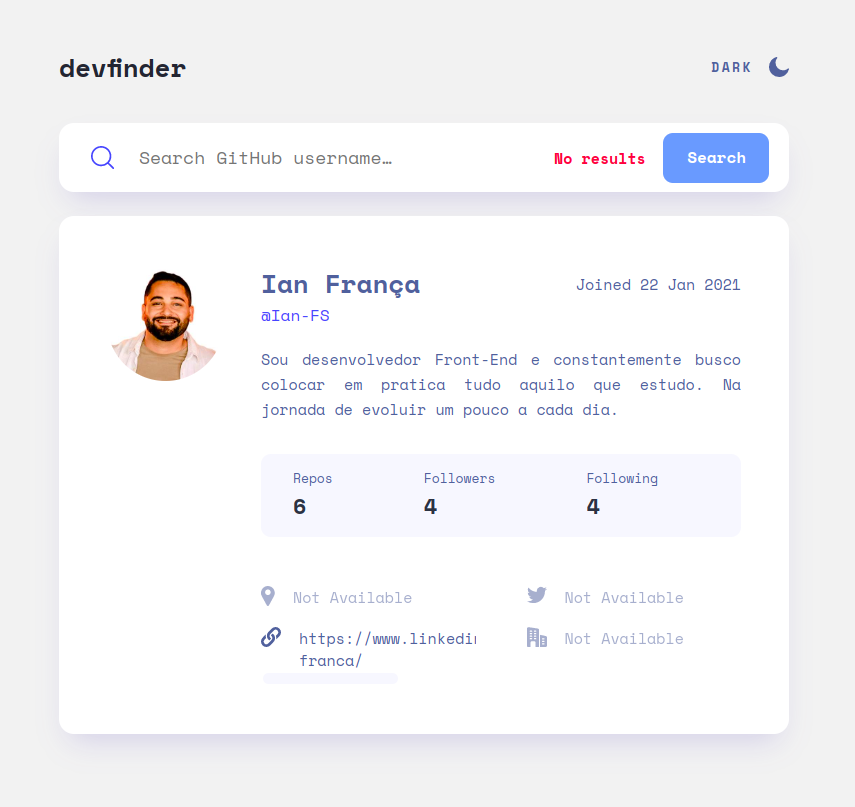 devfinder
DARK
Search GitHub username…
No results
Search
Ian França
Joined 22 Jan 2021
@Ian-FS
Sou desenvolvedor Front-End e constantemente busco
colocar em pratica tudo aquilo que estudo. Na
jornada de evoluir um pouco a cada dia.
Repos
Followers
Following
6
4
4
Not Available
Not Available
https://www.linkedin
franca/
Not Available